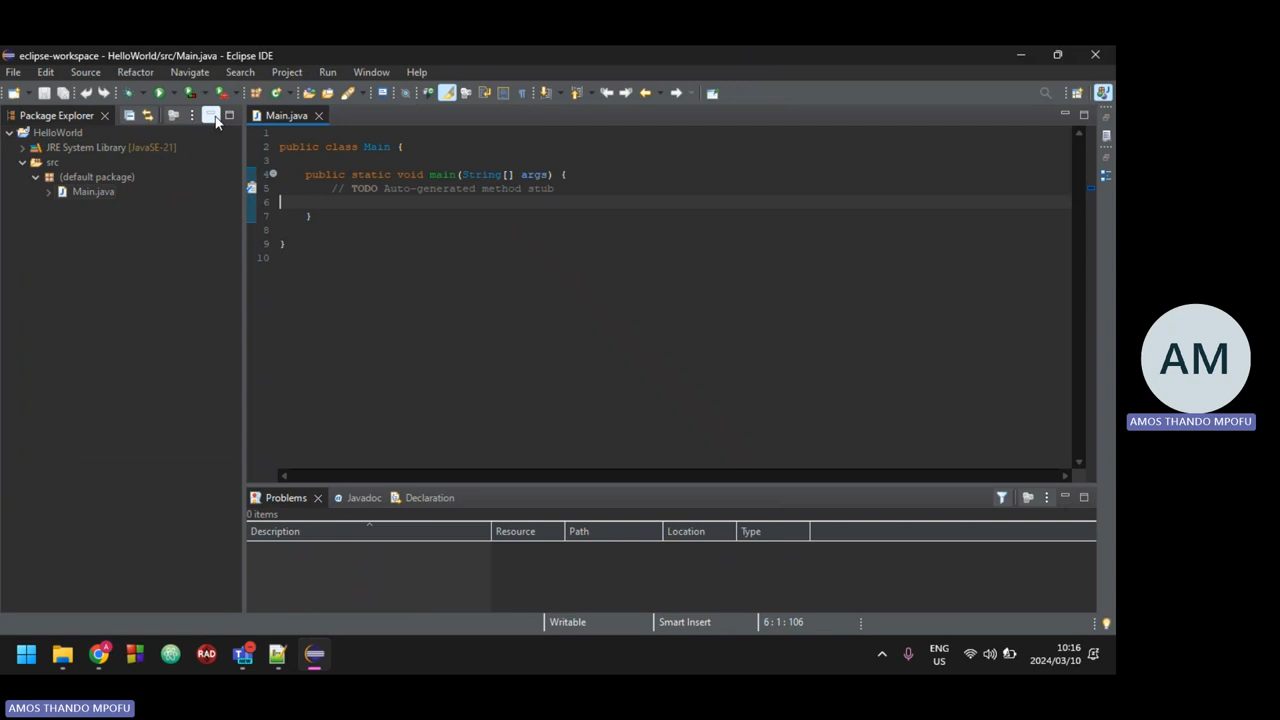 eclipse-workspace - HelloWorld/src/Main.java - Eclipse IDE
File Edit Source Refactor Navigate Search Project Run Window Help
Package Explorer
HelloWorld
JRE System Library [JavaSE-21]
src
(default package)
Main.java
Main.java
1
2 public class Main {
3
4 public static void main(String[] args) {
5 // TODO Auto-generated method stub
6
7 }
8
9 }
10
Problems Javadoc Declaration
0 items
Description Resource Path Location Type
Writable Smart Insert 6 : 1 : 106
RAD
ENG
US
10:16
2024/03/10
AM
AMOS THANDO MPOFU
AMOS THANDO MPOFU